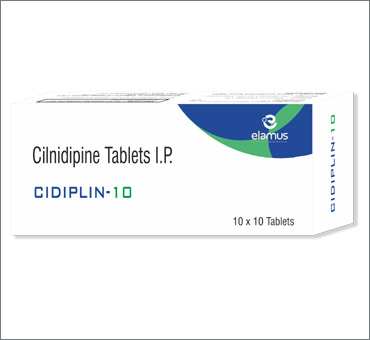 elamus
Cilnidipine Tablets I.P.
CIDIPLIN-10
10 x 10 Tablets
CIDIPLIN-10